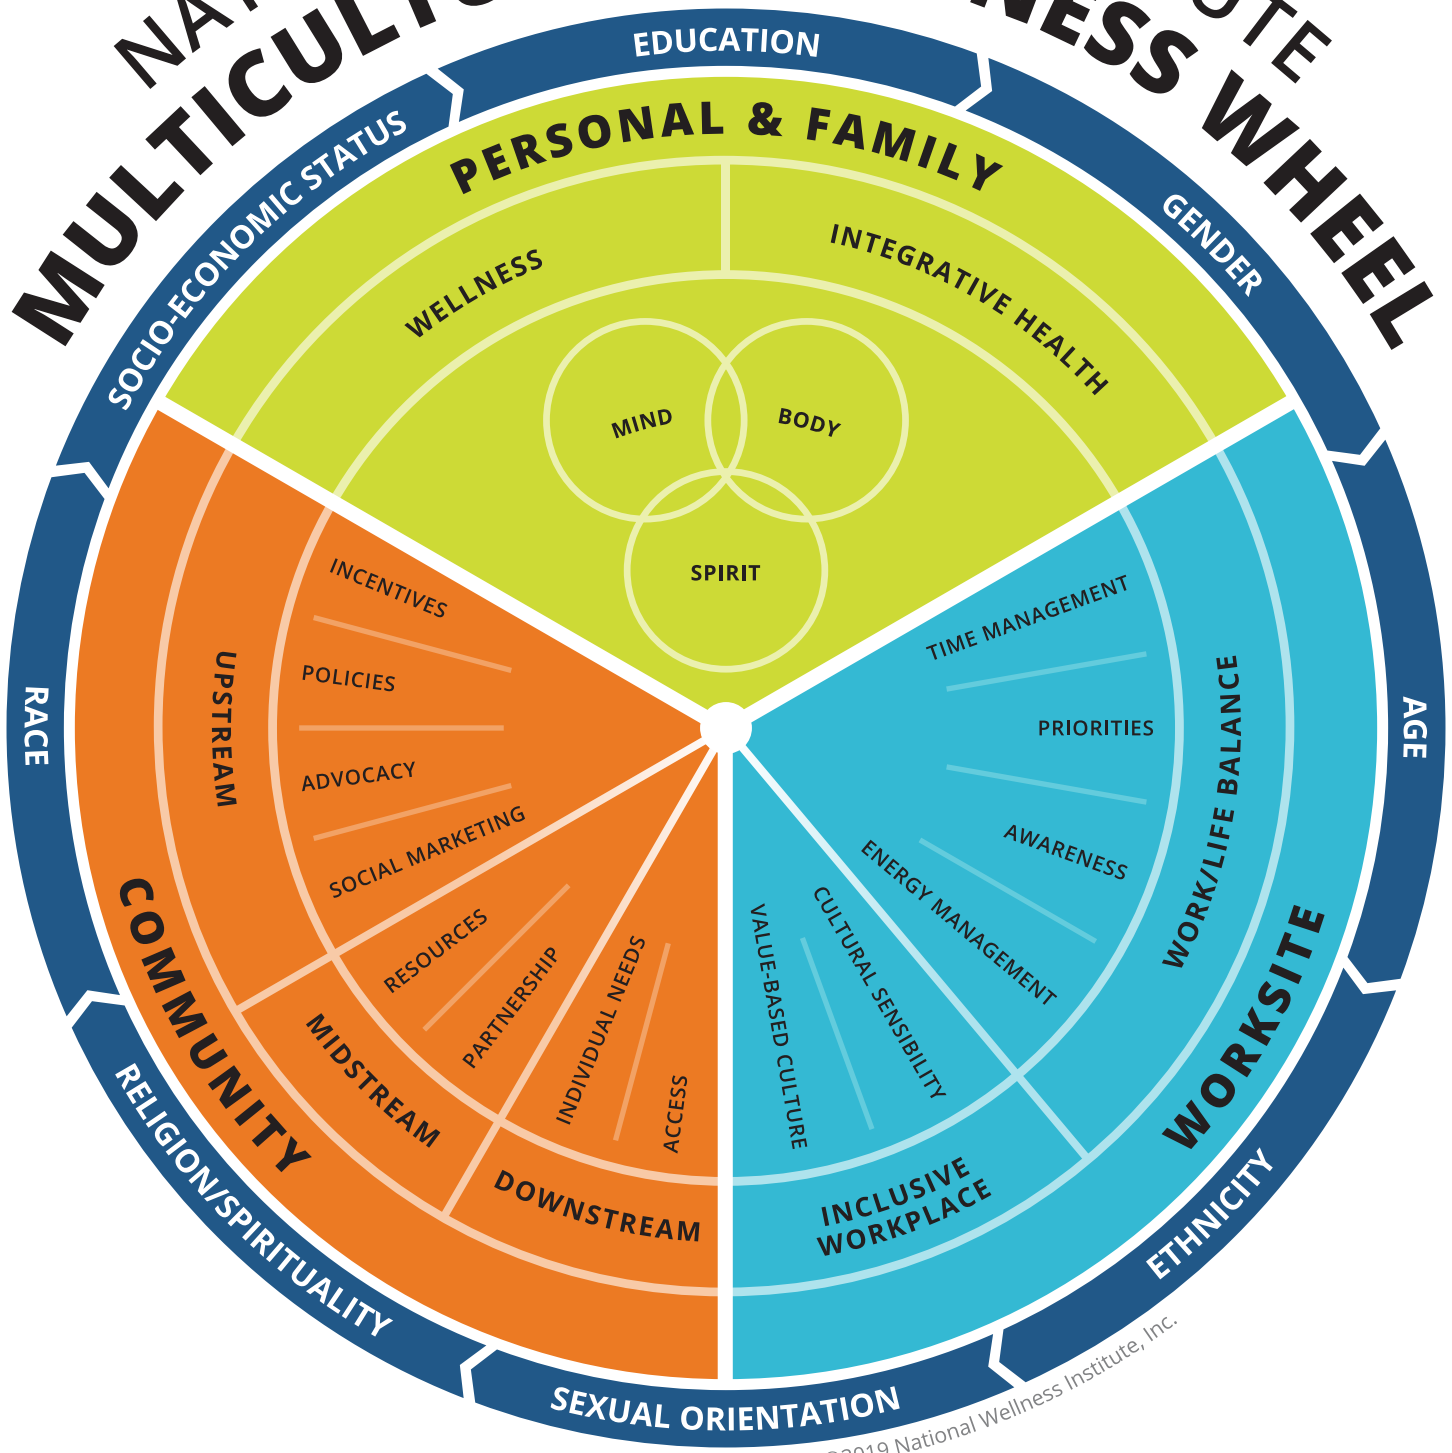 MULTICULTU
NESS WHEEL
EDUCATION
GENDER
AGE
ETHNICITY
SEXUAL ORIENTATION
RELIGION/SPIRITUALITY
RACE
SOCIO-ECONOMIC STATUS
PERSONAL & FAMILY
WELLNESS
INTEGRATIVE HEALTH
MIND
BODY
SPIRIT
WORKSITE
WORK/LIFE BALANCE
TIME MANAGEMENT
PRIORITIES
AWARENESS
ENERGY MANAGEMENT
INCLUSIVE
WORKPLACE
CULTURAL SENSIBILITY
VALUE-BASED CULTURE
COMMUNITY
UPSTREAM
INCENTIVES
POLICIES
ADVOCACY
SOCIAL MARKETING
MIDSTREAM
RESOURCES
PARTNERSHIP
DOWNSTREAM
INDIVIDUAL NEEDS
ACCESS
©2019 National Wellness Institute, Inc.